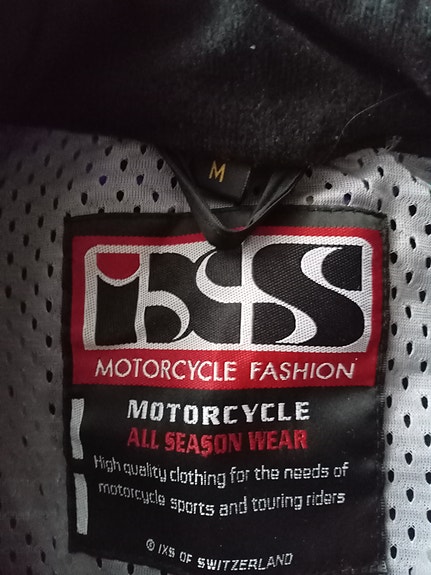 M
iXS
MOTORCYCLE FASHION
MOTORCYCLE
ALL SEASON WEAR
High quality clothing for the needs of
motorcycle sports and touring riders
® IXS OF SWITZERLAND